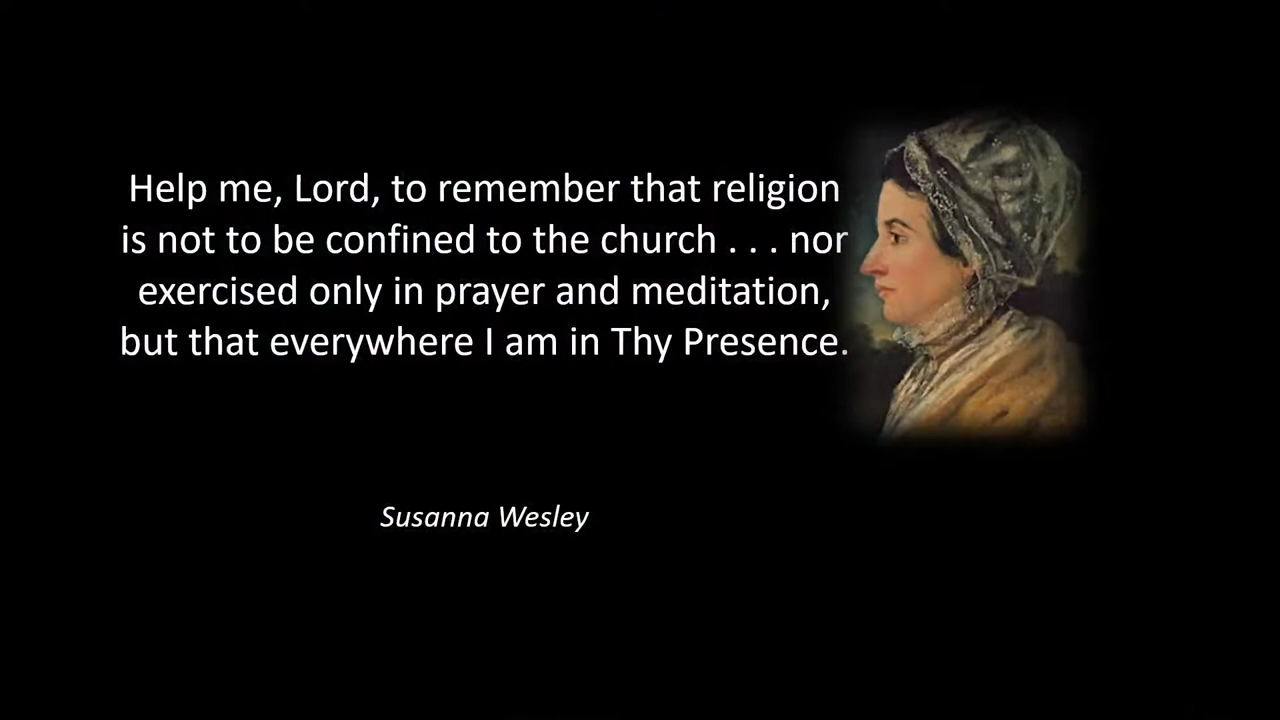 Help me, Lord, to remember that religion
is not to be confined to the church . . . nor
exercised only in prayer and meditation,
but that everywhere I am in Thy Presence.
Susanna Wesley